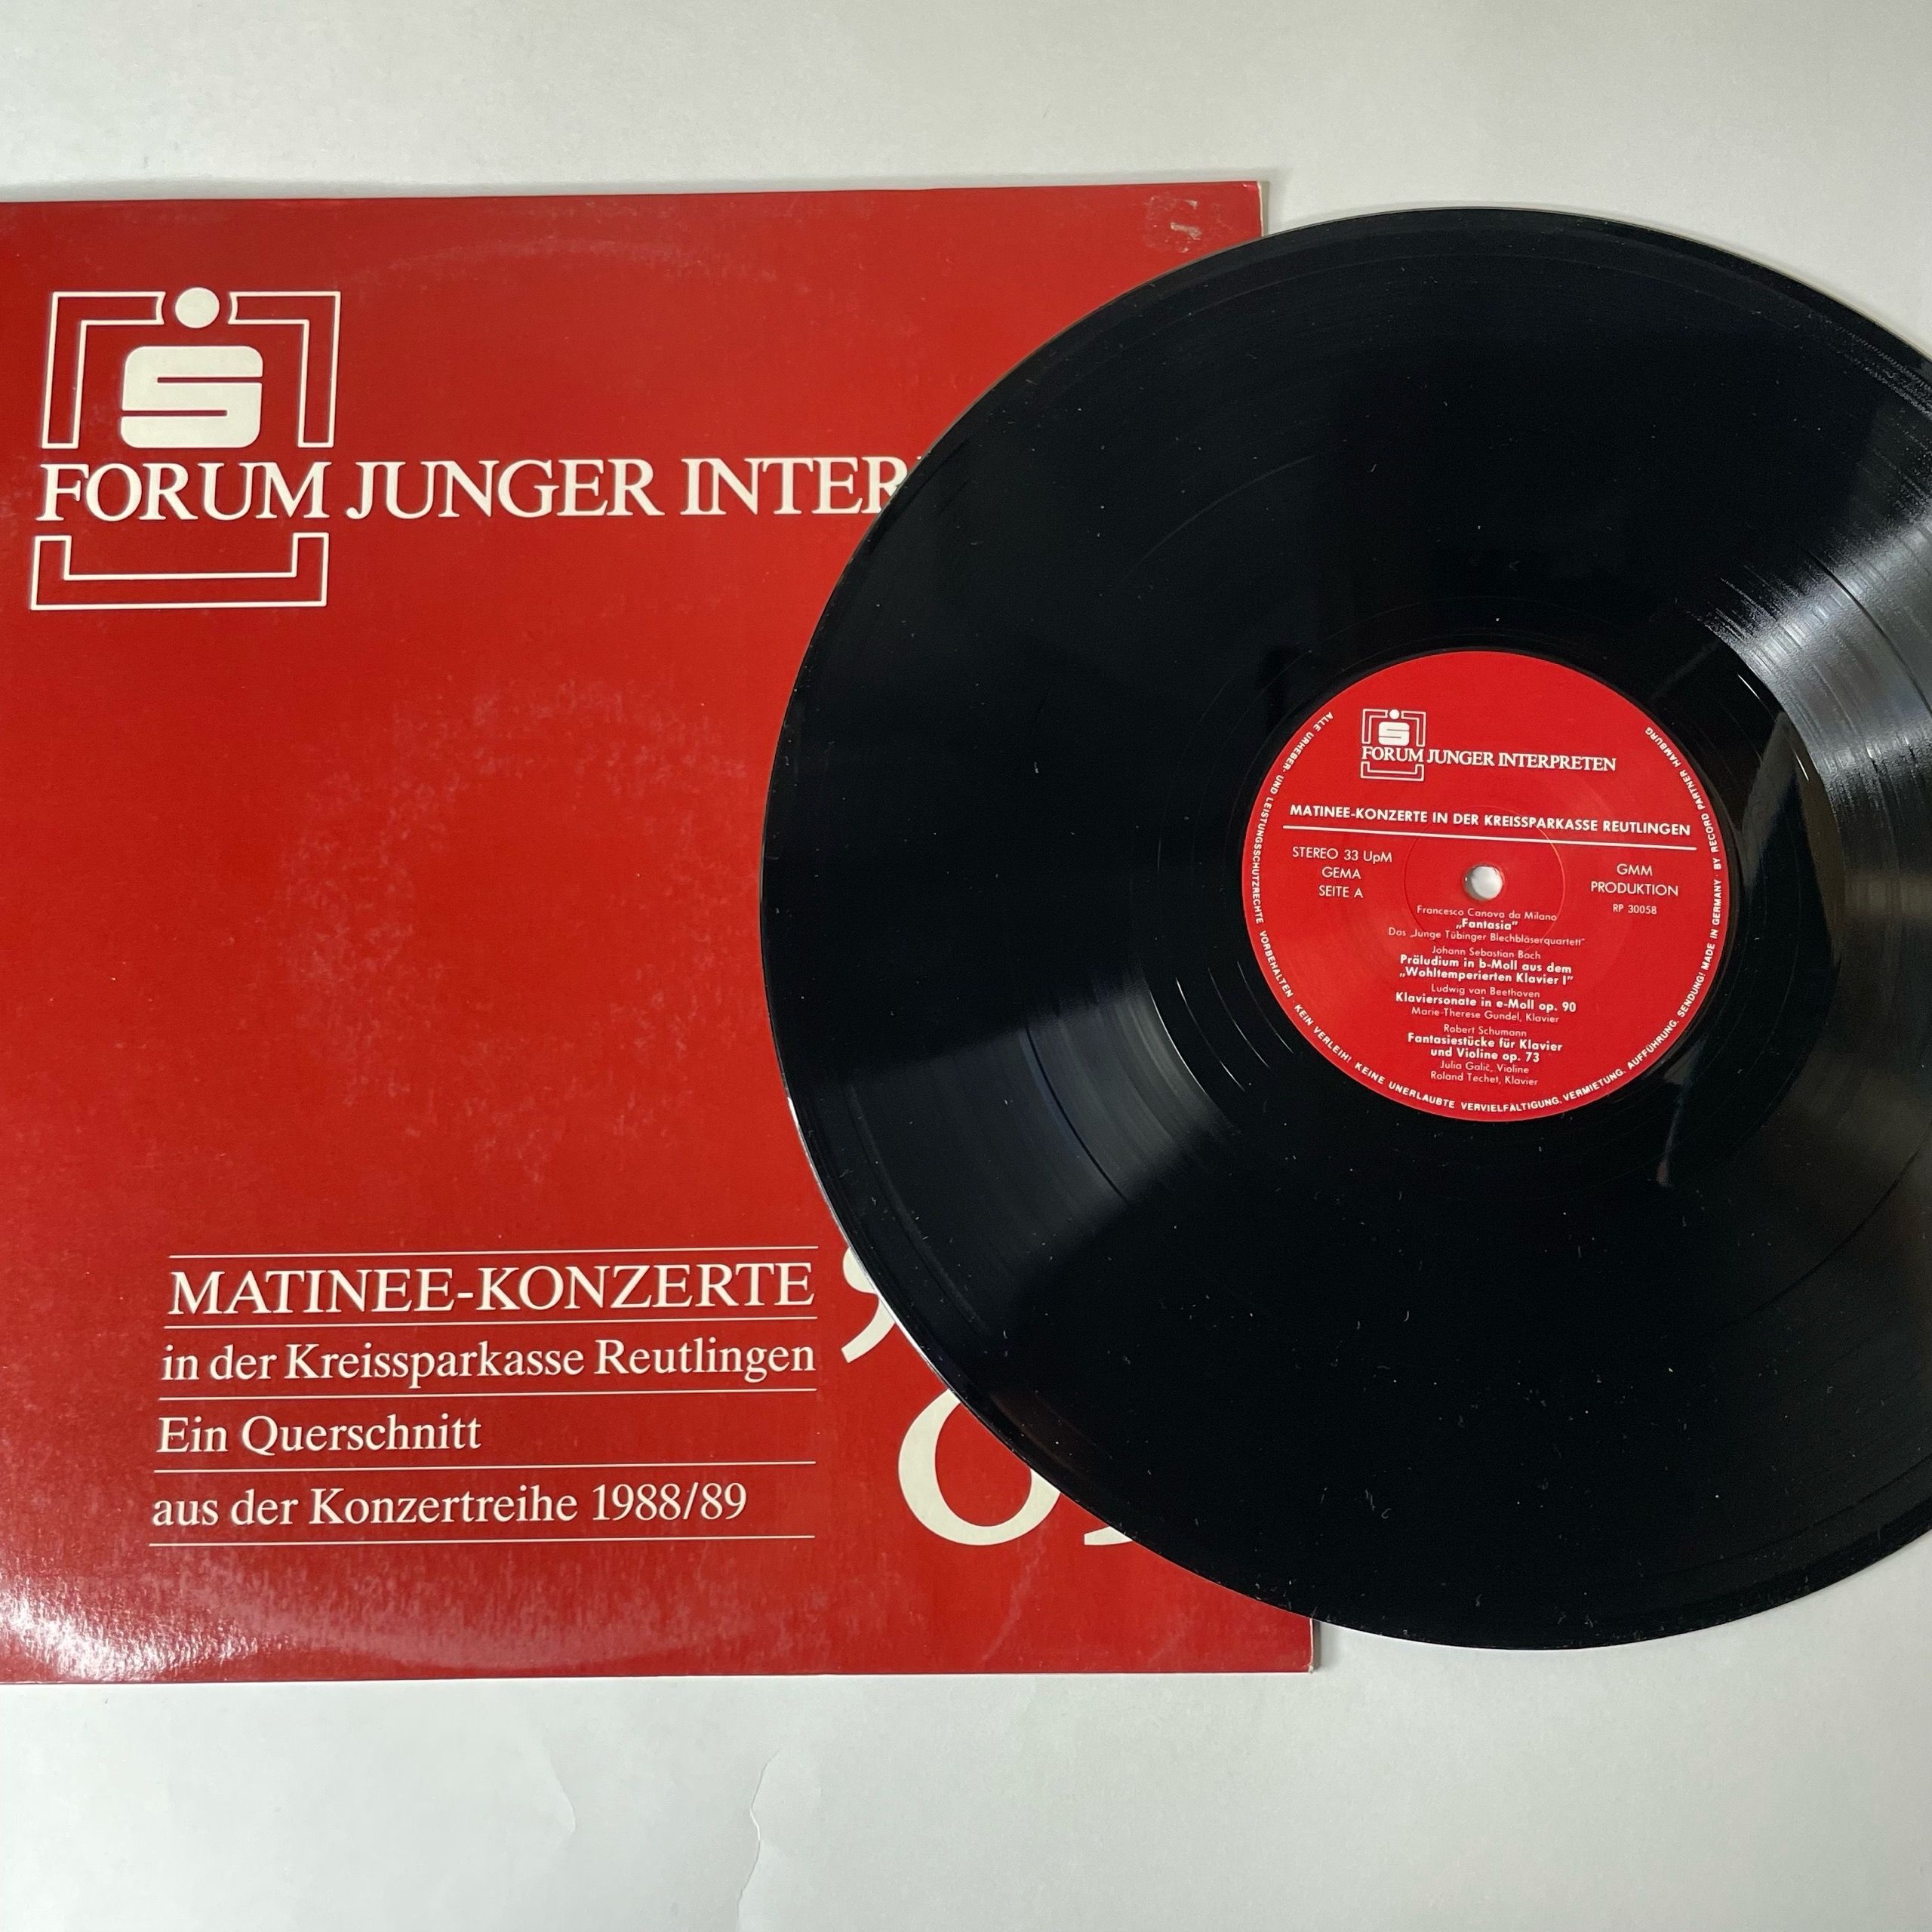 FORUM JUNGER INTER
MATINEE-KONZERTE
in der Kreissparkasse Reutlingen
Ein Querschnitt
aus der Konzertreihe 1988/89
FORUM JUNGER INTERPRETEN
MATINEE-KONZERTE IN DER KREISSPARKASSE REUTLINGEN
STEREO 33 UpM
GEMA
SEITE A
GMM
PRODUKTION
RP 30058
Francesco Canova da Milano
„Fantasia“
Das „Junge Tübinger Blechbläserquartett“
Johann Sebastian Bach
Präludium in b-Moll aus dem
„Wohltemperierten Klavier I“
Ludwig van Beethoven
Klaviersonate in e-Moll op. 90
Marie-Therese Gundel, Klavier
Robert Schumann
Fantasiestücke für Klavier
und Violine op. 73
Julia Galić, Violine
Roland Techet, Klavier
ALLE URHEBER- UND LEISTUNGSSCHUTZRECHTE VORBEHALTEN · KEIN VERLEIH! KEINE UNERLAUBTE VERVIELFÄLTIGUNG, VERMIETUNG, AUFFÜHRUNG, SENDUNG! MADE IN GERMANY · BY RECORD PARTNER HAMBURG